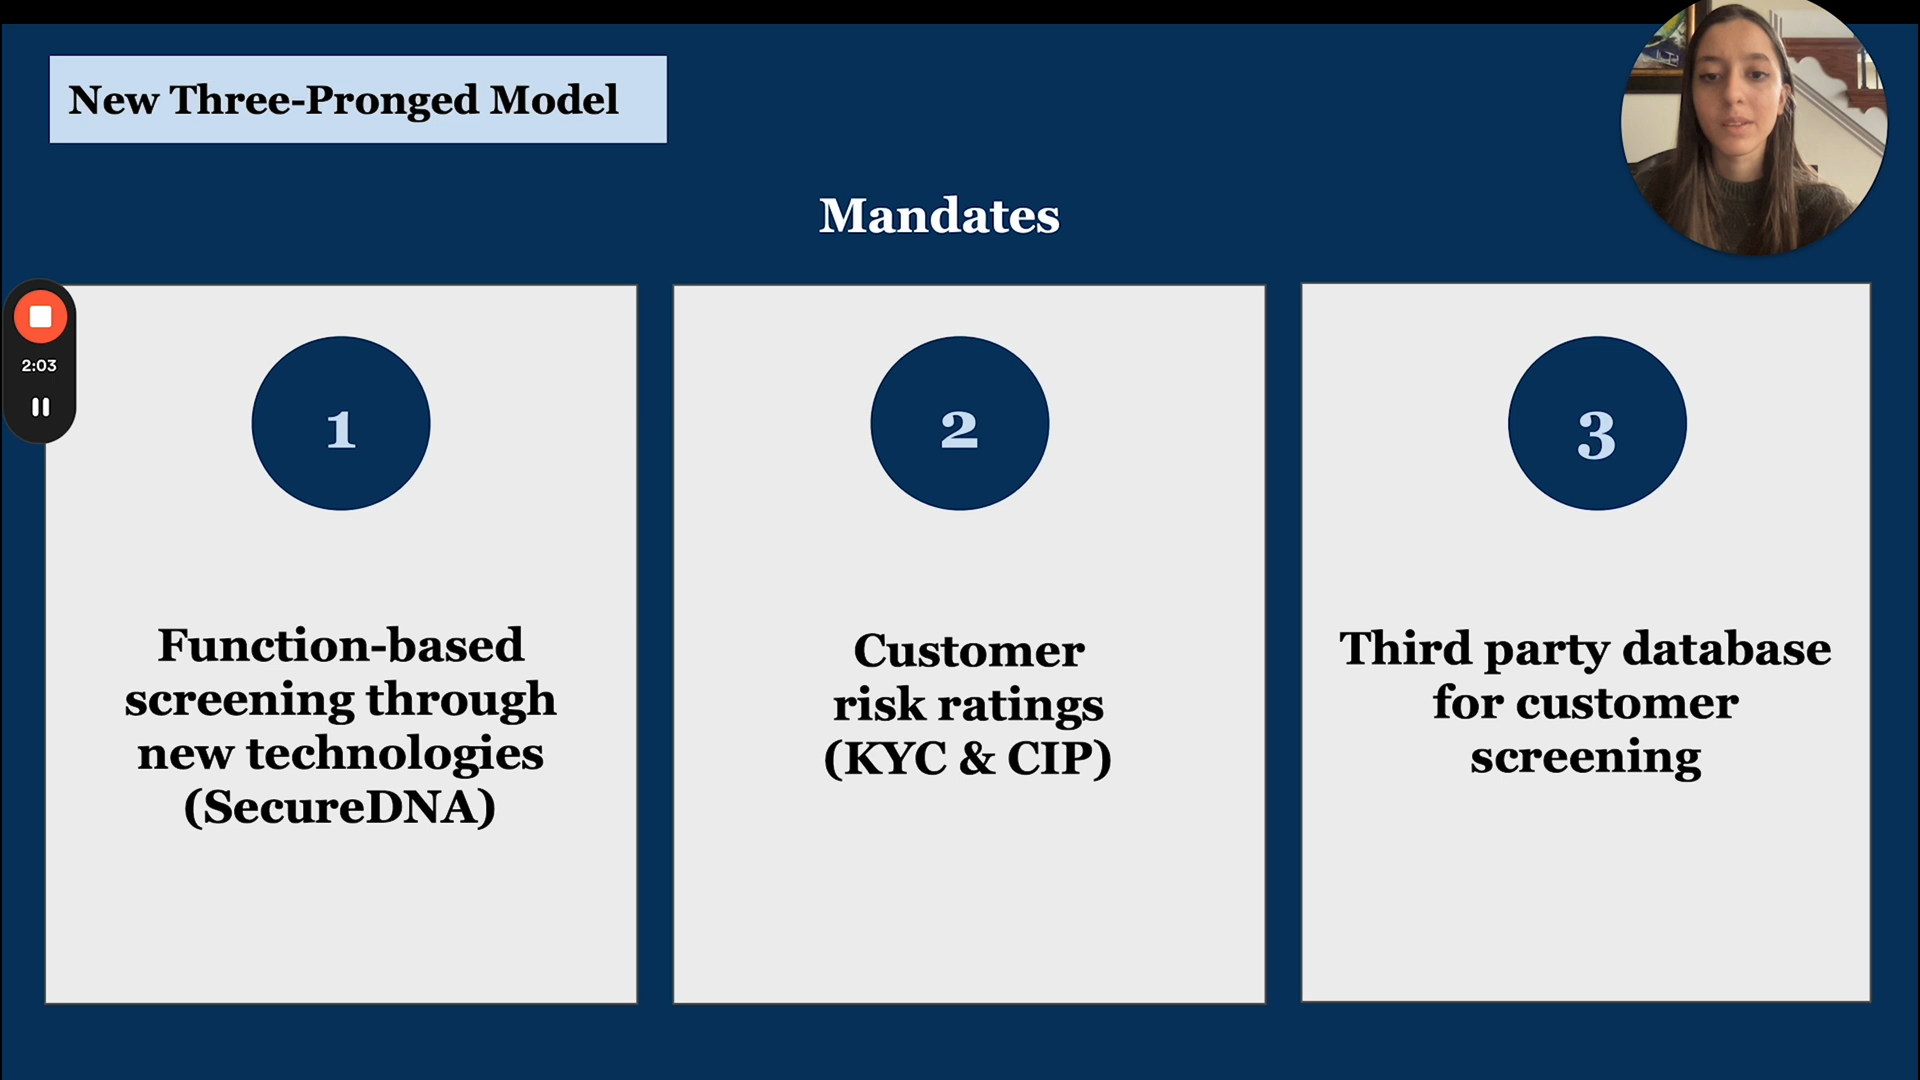 New Three-Pronged Model
Mandates
2:03
1
Function-based
screening through
new technologies
(SecureDNA)
2
Customer
risk ratings
(KYC & CIP)
3
Third party database
for customer
screening